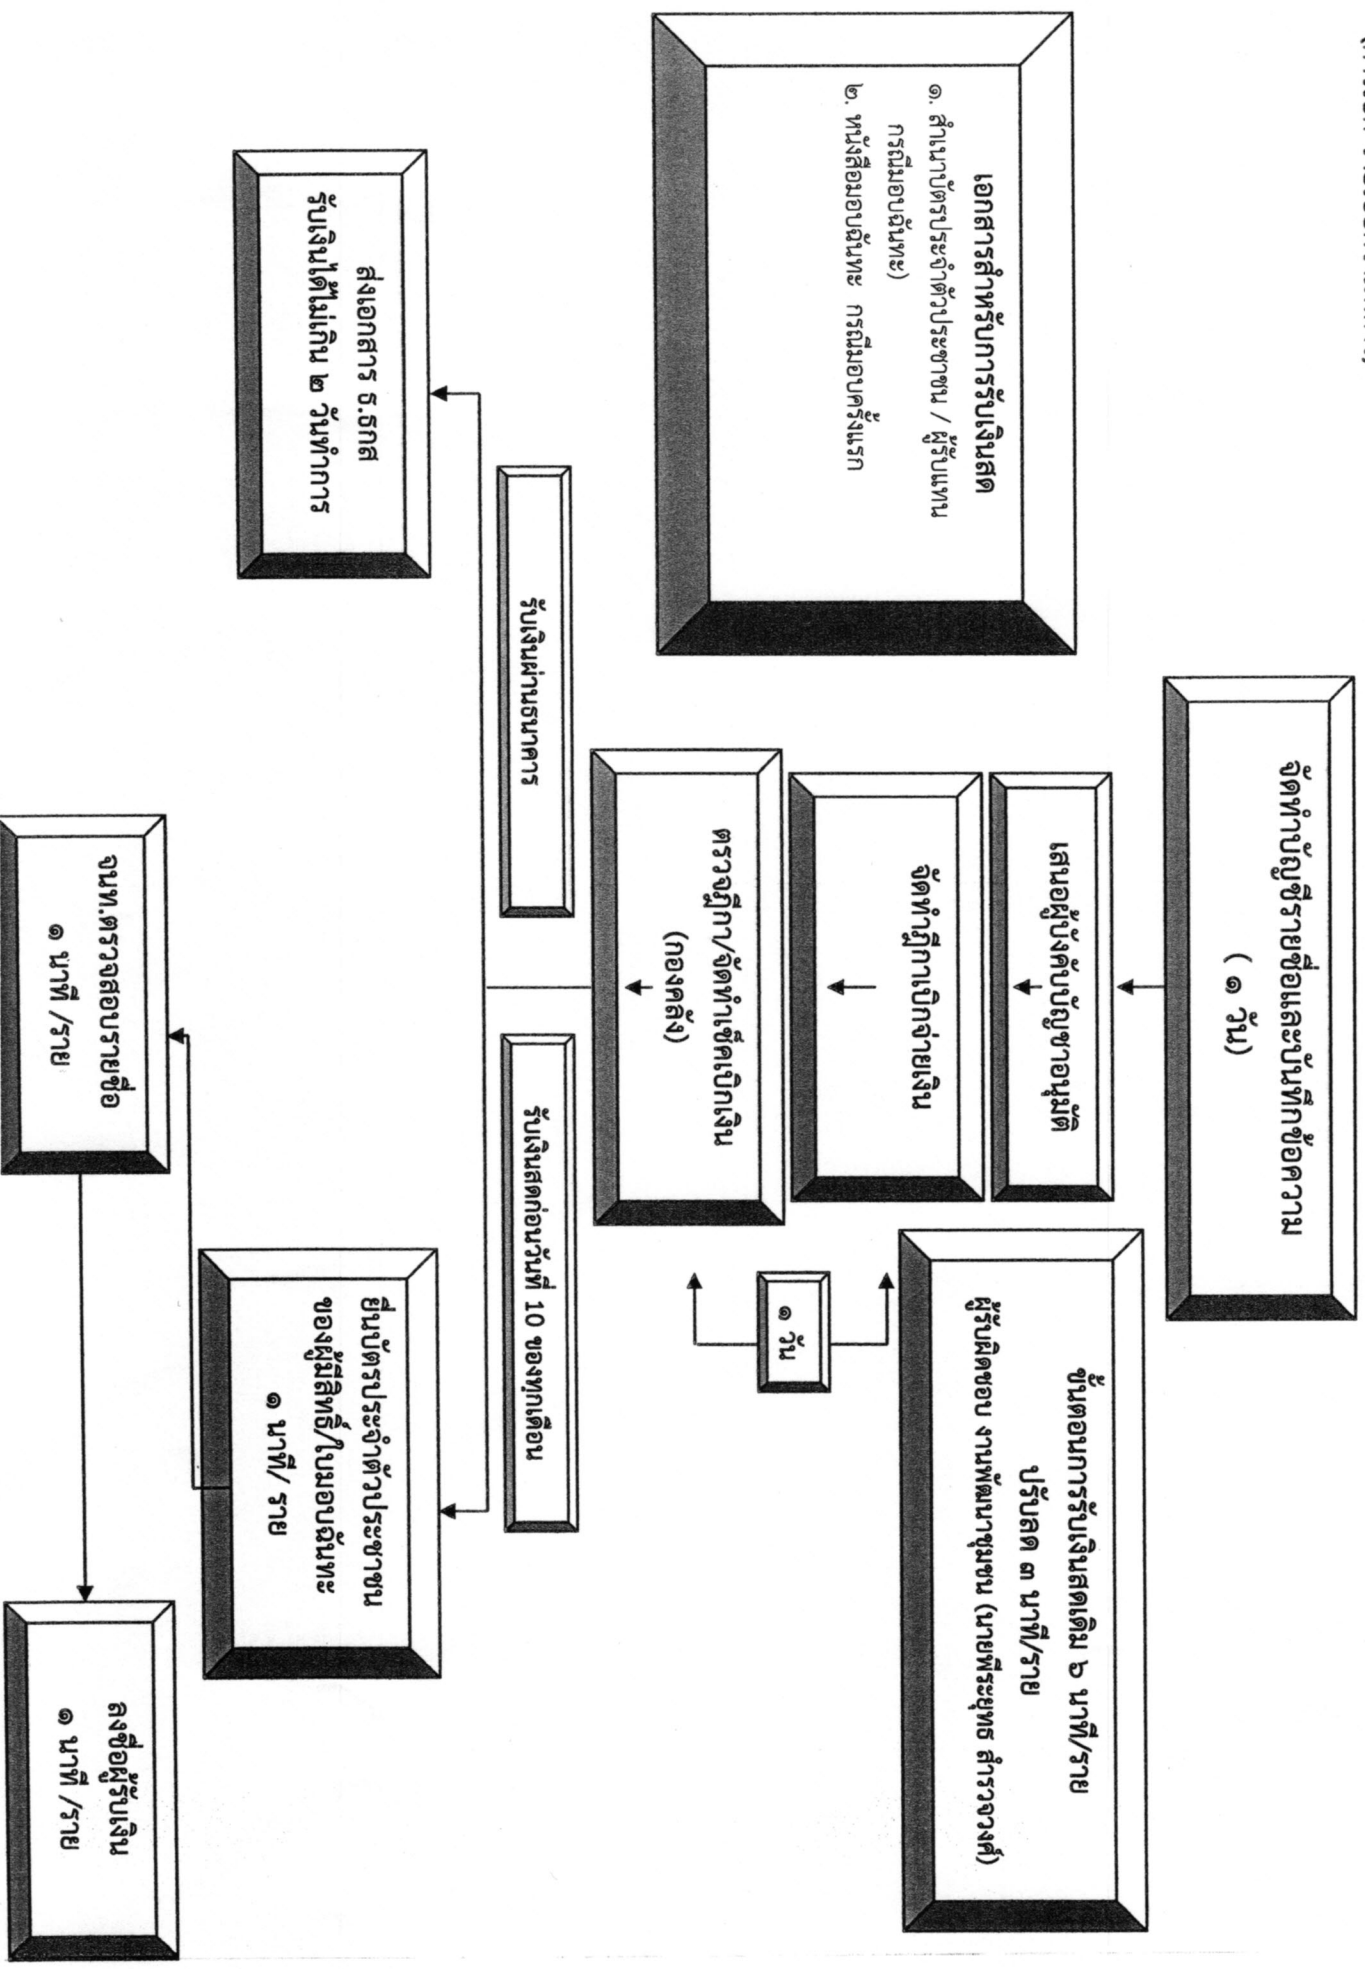 จัดทำบัญชีรายชื่อและบันทึกข้อความ
( ๑ วัน)
เอกสารสำหรับการรับเงินสด
๑. สำเนาบัตรประจำตัวประชาชน / ผู้รับแทน
กรณีมอบฉันทะ)
๒. หนังสือมอบฉันทะ กรณีมอบครั้งแรก
เสนอผู้บังคับบัญชาอนุมัติ
ขั้นตอนการรับเงินสดเดิม ๖ นาที/ราย
ปรับลด ๓ นาที/ราย
ผู้รับผิดชอบ งานพัฒนาชุมชน (นายพีระยุทธ สำรวจวงศ์)
จัดทำฎีกาเบิกจ่ายเงิน
๑ วัน
ตรวจฎีกา/จัดทำเช็คเบิกเงิน
(กองคลัง)
รับเงินผ่านธนาคาร
รับเงินสดก่อนวันที่ 10 ของทุกเดือน
ส่งเอกสาร ธ.ธกส
รับเงินได้ไม่เกิน ๒ วันทำการ
ยื่นบัตรประจำตัวประชาชน
ของผู้มีสิทธิ์/ใบมอบฉันทะ
๑ นาที/ ราย
จนท.ตรวจสอบรายชื่อ
๑ นาที /ราย
ลงชื่อผู้รับเงิน
๑ นาที /ราย